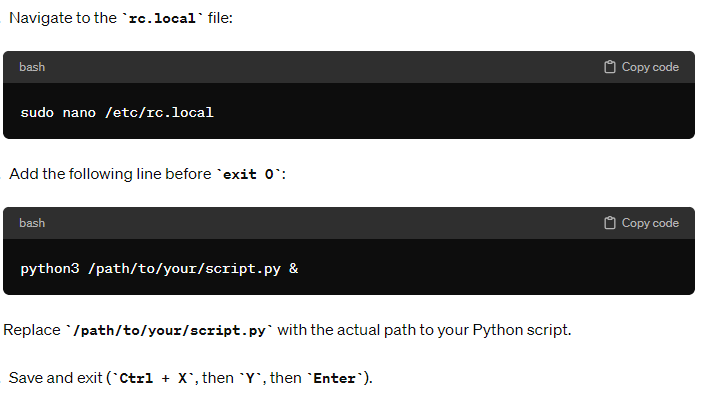 Navigate to the `rc.local` file:
bash
Copy code
sudo nano /etc/rc.local
Add the following line before `exit 0`:
bash
Copy code
python3 /path/to/your/script.py &
Replace `/path/to/your/script.py` with the actual path to your Python script.
Save and exit (`Ctrl + X`, then `Y`, then `Enter`).